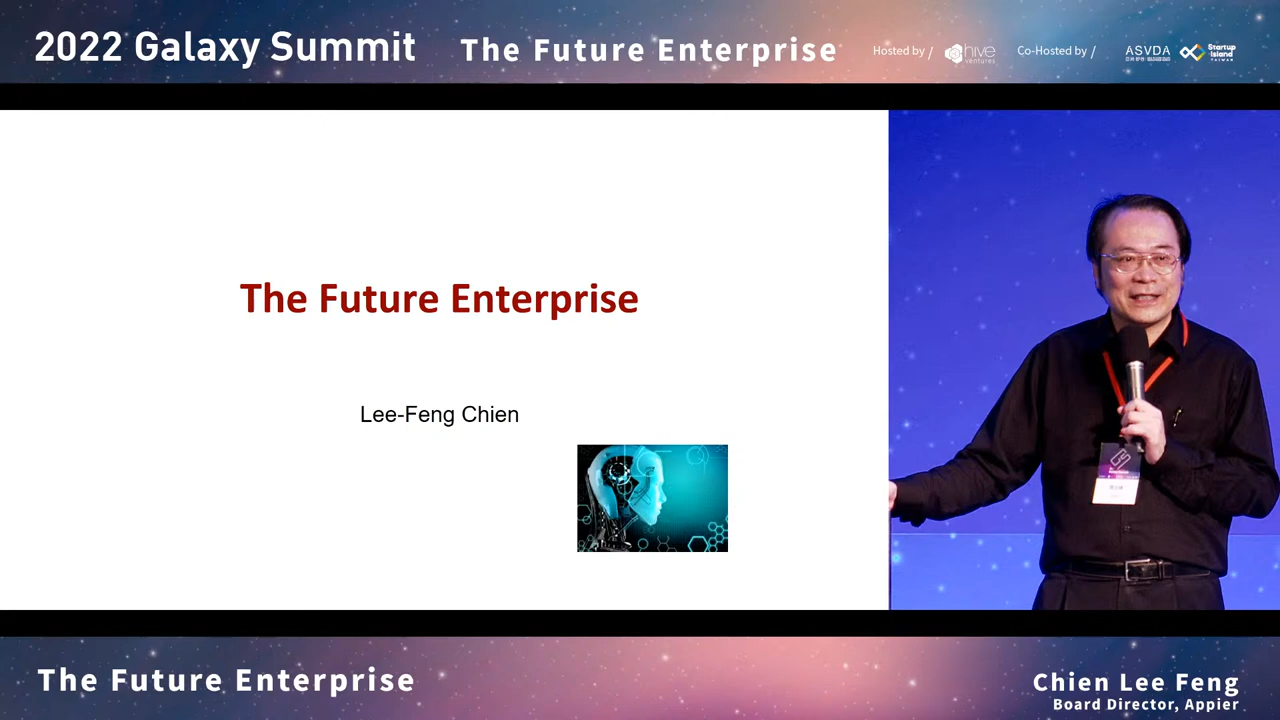 2022 Galaxy Summit
The Future Enterprise
Hosted by /
hive
ventures
Co-Hosted by /
ASVDA
Startup
Island
TAIWAN
The Future Enterprise
Lee-Feng Chien
The Future Enterprise
Chien Lee Feng
Board Director, Appier